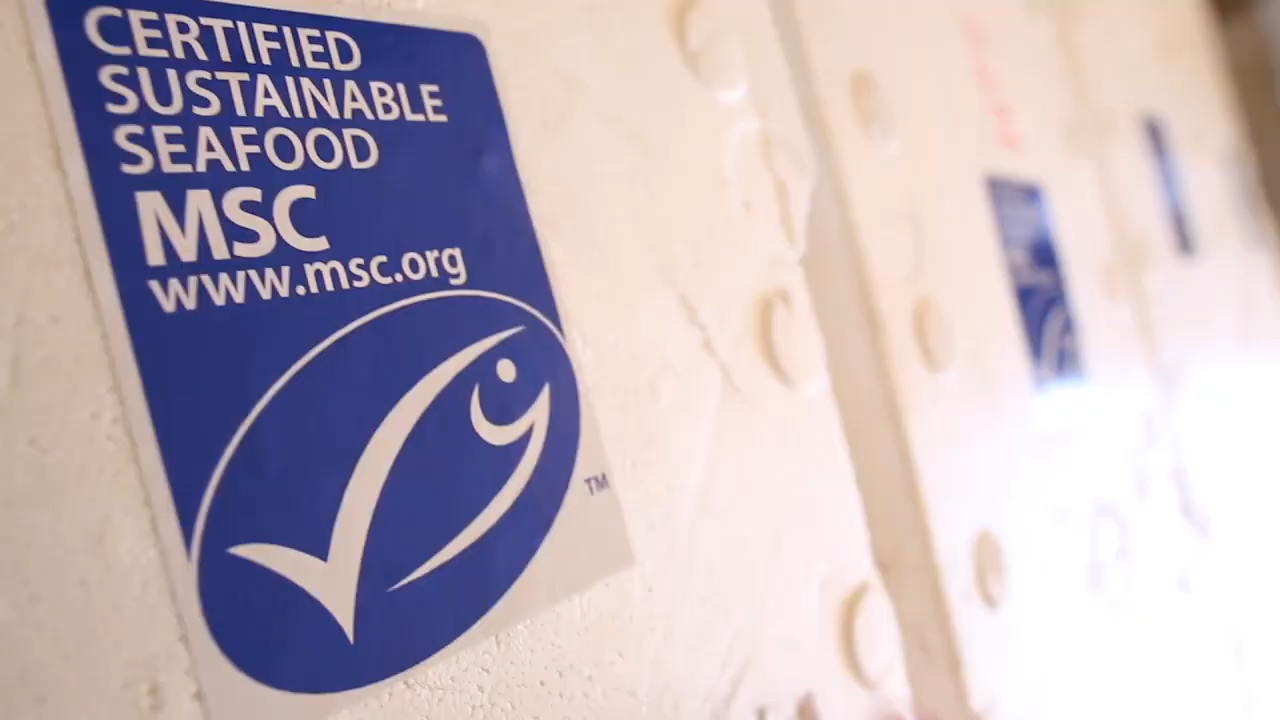 CERTIFIED
SUSTAINABLE
SEAFOOD
MSC
www.msc.org
TM